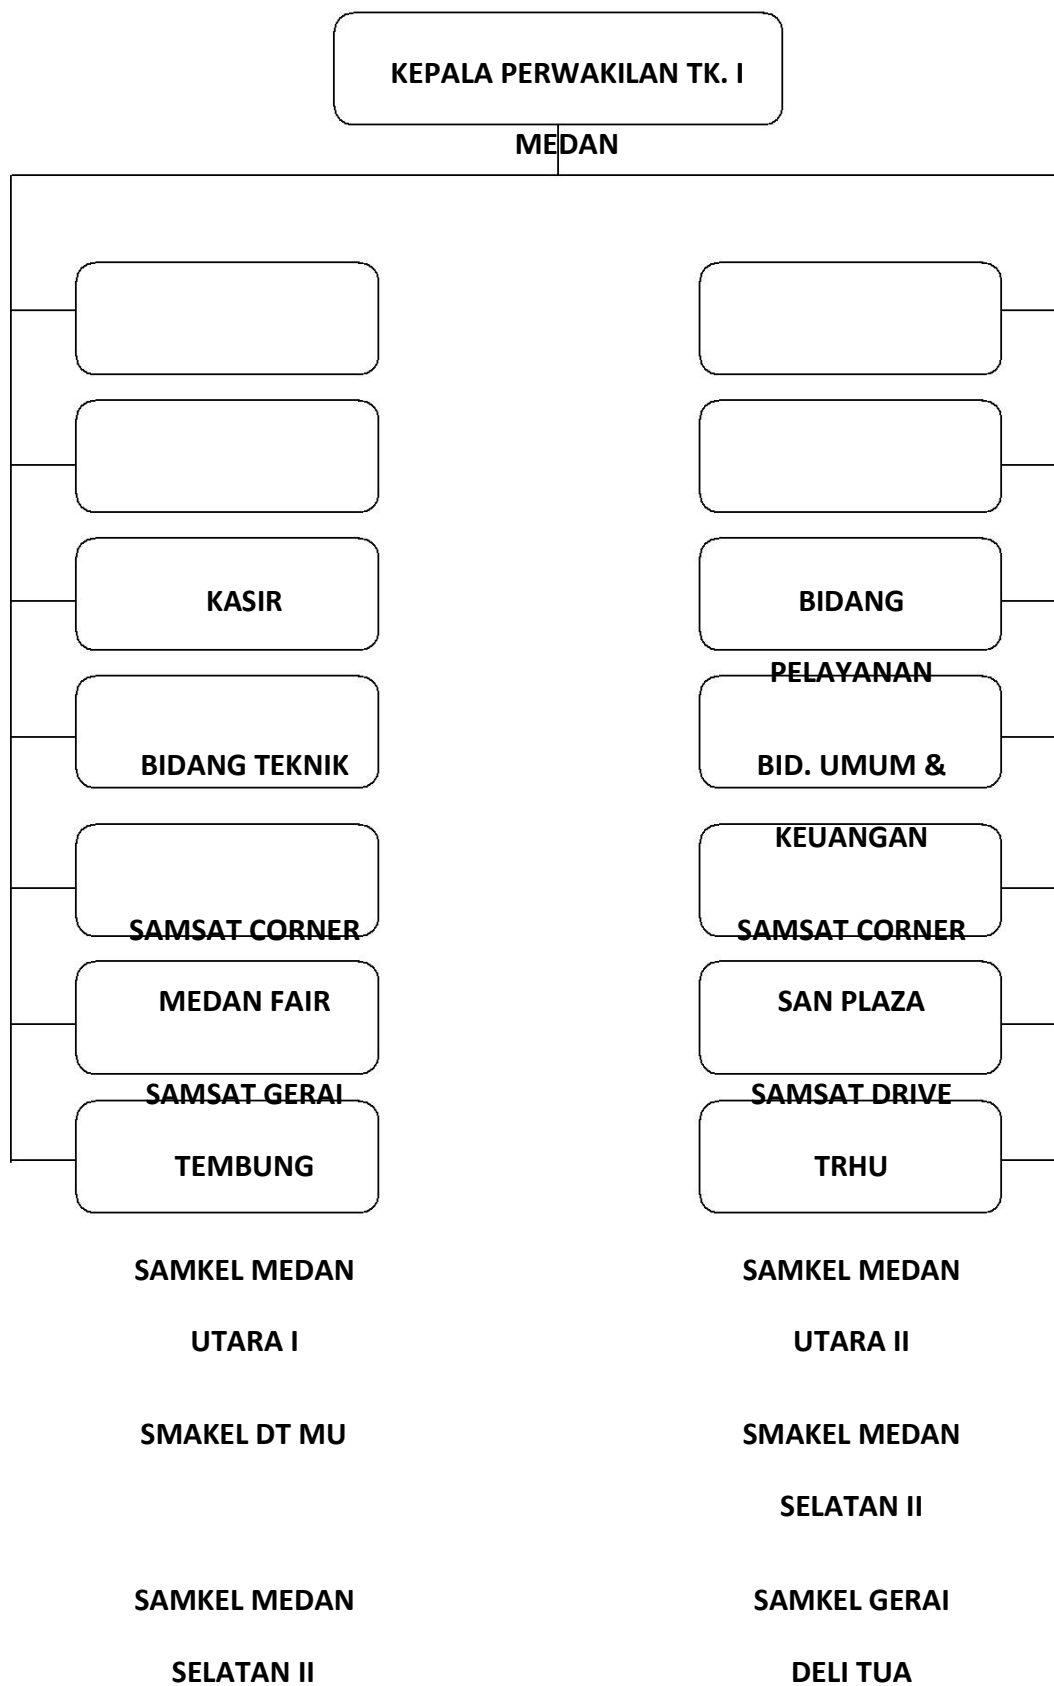 KEPALA PERWAKILAN TK. I
MEDAN
KASIR
BIDANG
PELAYANAN
BIDANG TEKNIK
BID. UMUM &
KEUANGAN
SAMSAT CORNER
SAMSAT CORNER
MEDAN FAIR
SAN PLAZA
SAMSAT GERAI
SAMSAT DRIVE
TEMBUNG
TRHU
SAMKEL MEDAN
SAMKEL MEDAN
UTARA I
UTARA II
SMAKEL DT MU
SMAKEL MEDAN
SELATAN II
SAMKEL MEDAN
SAMKEL GERAI
SELATAN II
DELI TUA